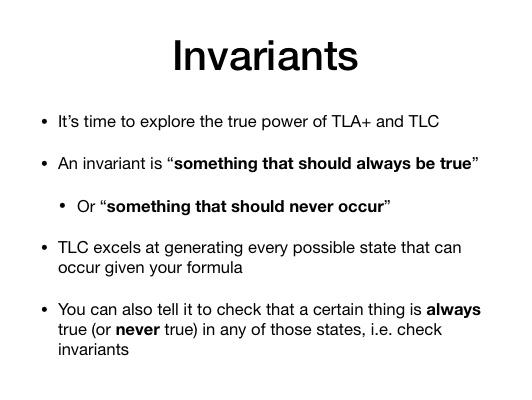 Invariants
• It’s time to explore the true power of TLA+ and TLC
• An invariant is “something that should always be true”
• Or “something that should never occur”
• TLC excels at generating every possible state that can
occur given your formula
• You can also tell it to check that a certain thing is always
true (or never true) in any of those states, i.e. check
invariants